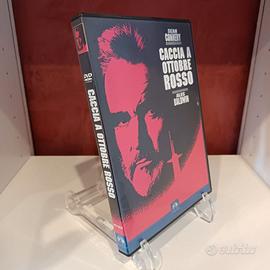 SEAN
CONNERY
CACCIA A
OTTOBRE
ROSSO
ALEC
BALDWIN
CACCIA A OTTOBRE ROSSO
DVD
subito